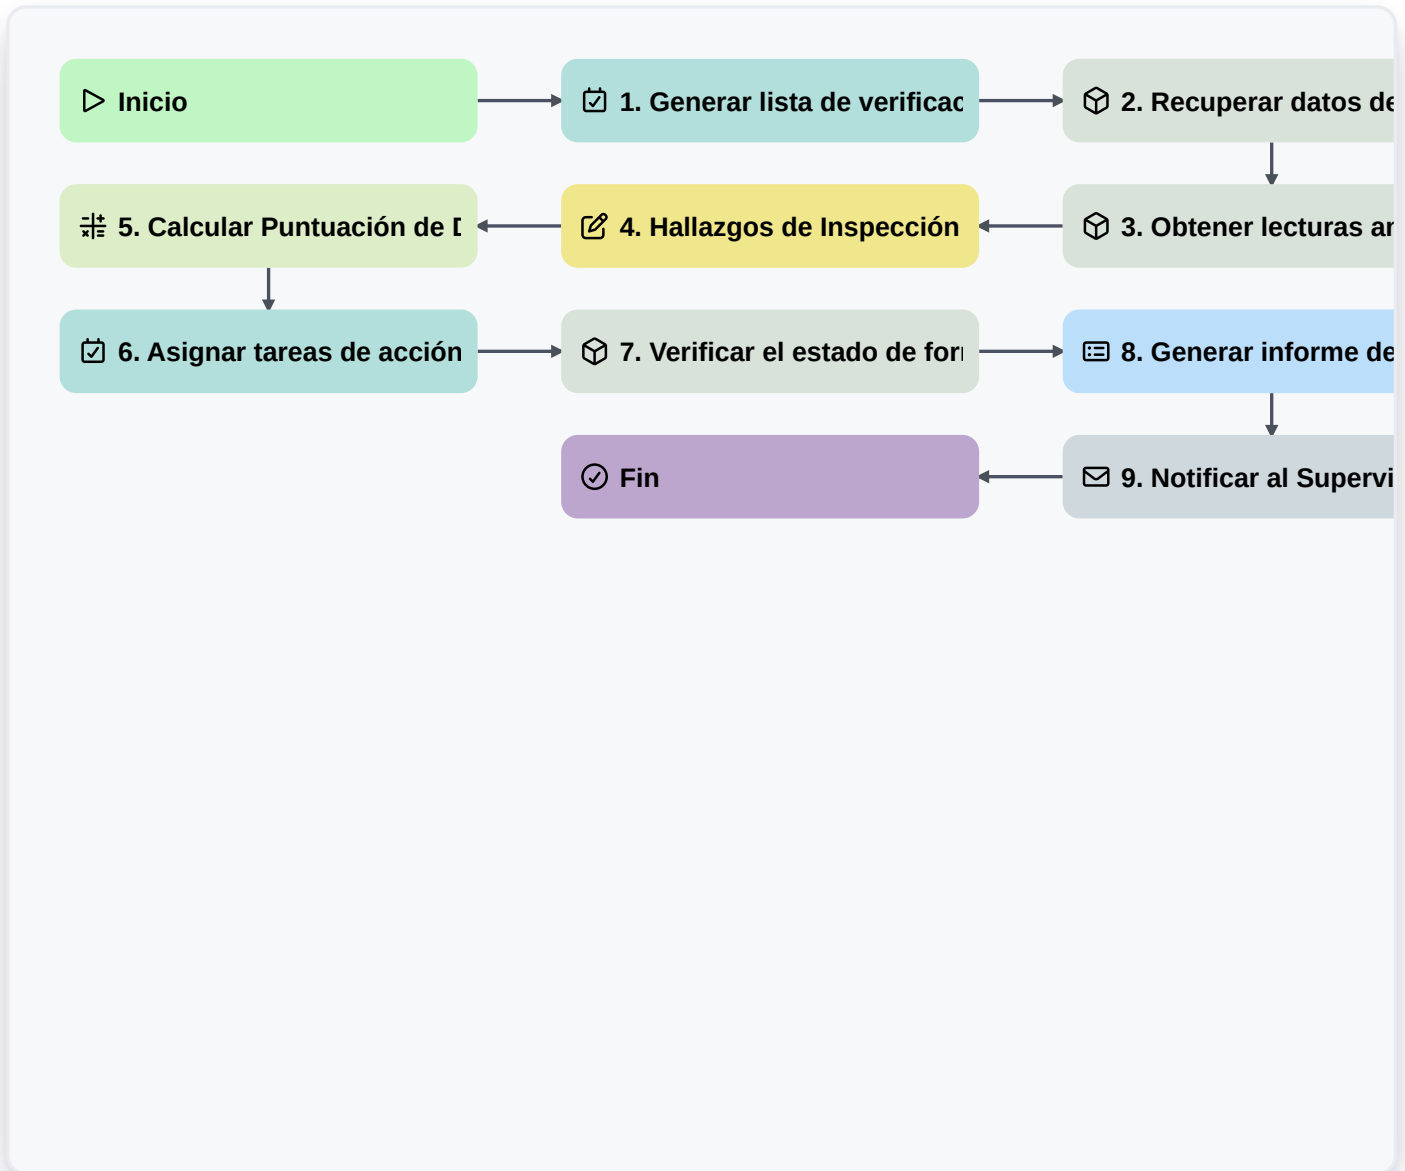 Inicio
1. Generar lista de verificac
2. Recuperar datos de
5. Calcular Puntuación de
4. Hallazgos de Inspección
3. Obtener lecturas
6. Asignar tareas de acción
7. Verificar el estado de
8. Generar informe de
Fin
9. Notificar al Supervi